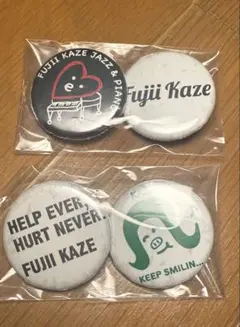 FUJII KAZE JAZZ & PIANO
Fujii Kaze
HELP EVER,
HURT NEVER.
FUJII KAZE
KEEP SMILIN...